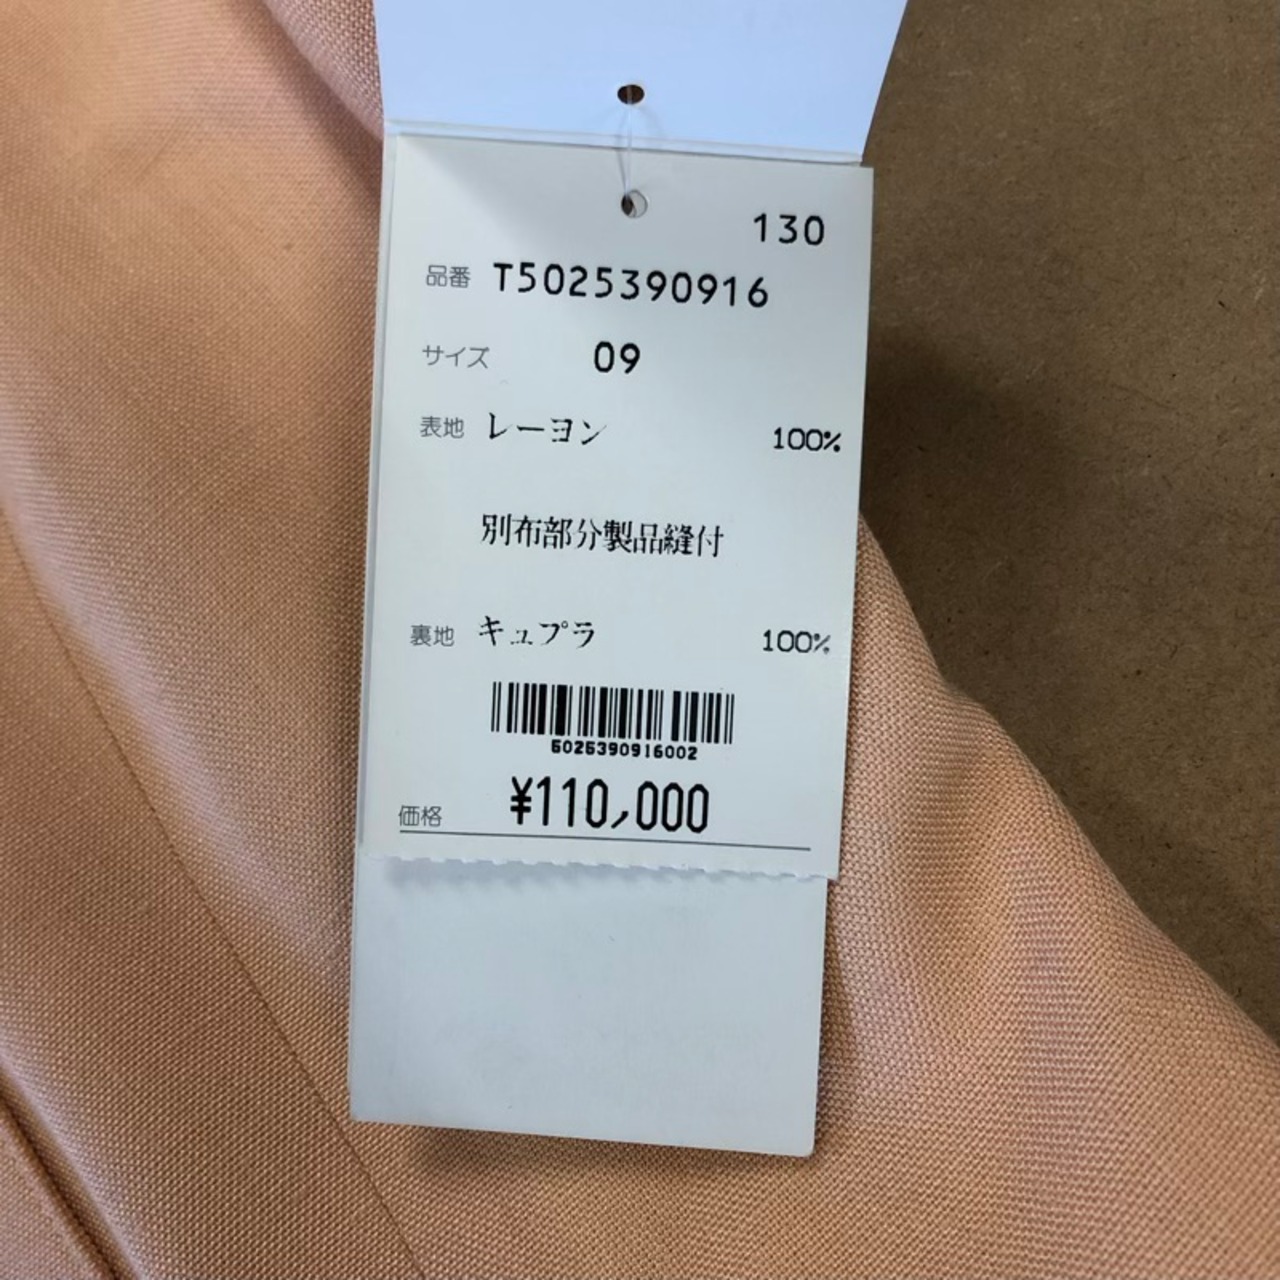 130
品番 T5025390916
サイズ 09
表地 レーヨン 100%
別布部分製品縫付
裏地 キュプラ 100%
5025390916002
価格 ¥110,000